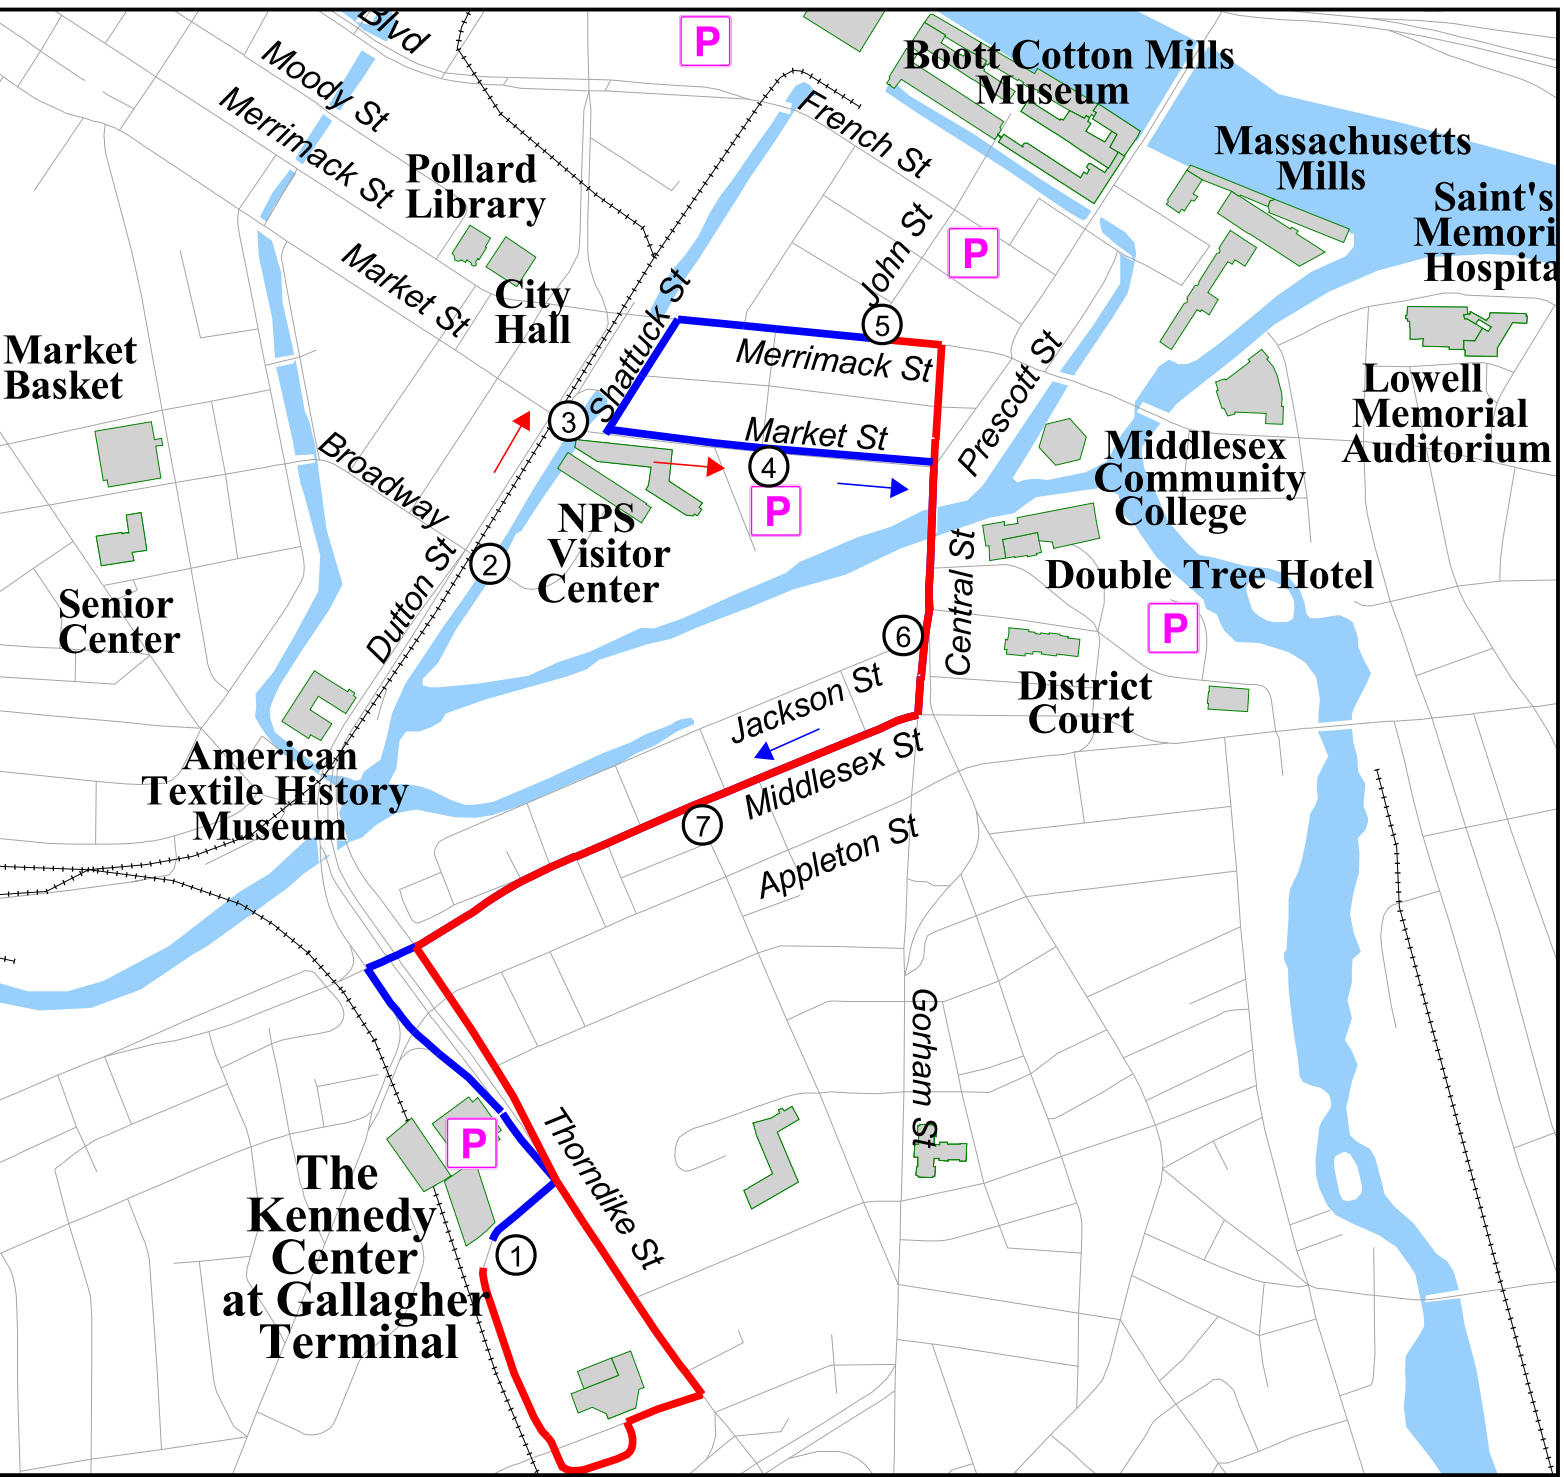 Blvd
P
Boott Cotton Mills
Museum
Moody St
Merrimack St
French St
Massachusetts
Mills
Pollard
Library
Saint's
Memori
Hospita
John St
P
Market St
City
Hall
Shattuck St
5
Market
Basket
Merrimack St
Prescott St
Lowell
Memorial
Auditorium
3
Market St
4
Middlesex
Community
College
Broadway
P
NPS
Visitor
Center
2
Dutton St
Central St
Double Tree Hotel
Senior
Center
6
P
Jackson St
District
Court
American
Textile History
Museum
Middlesex St
7
Appleton St
Gorham St
P
Thorndike St
The
Kennedy
Center
at Gallagher
Terminal
1